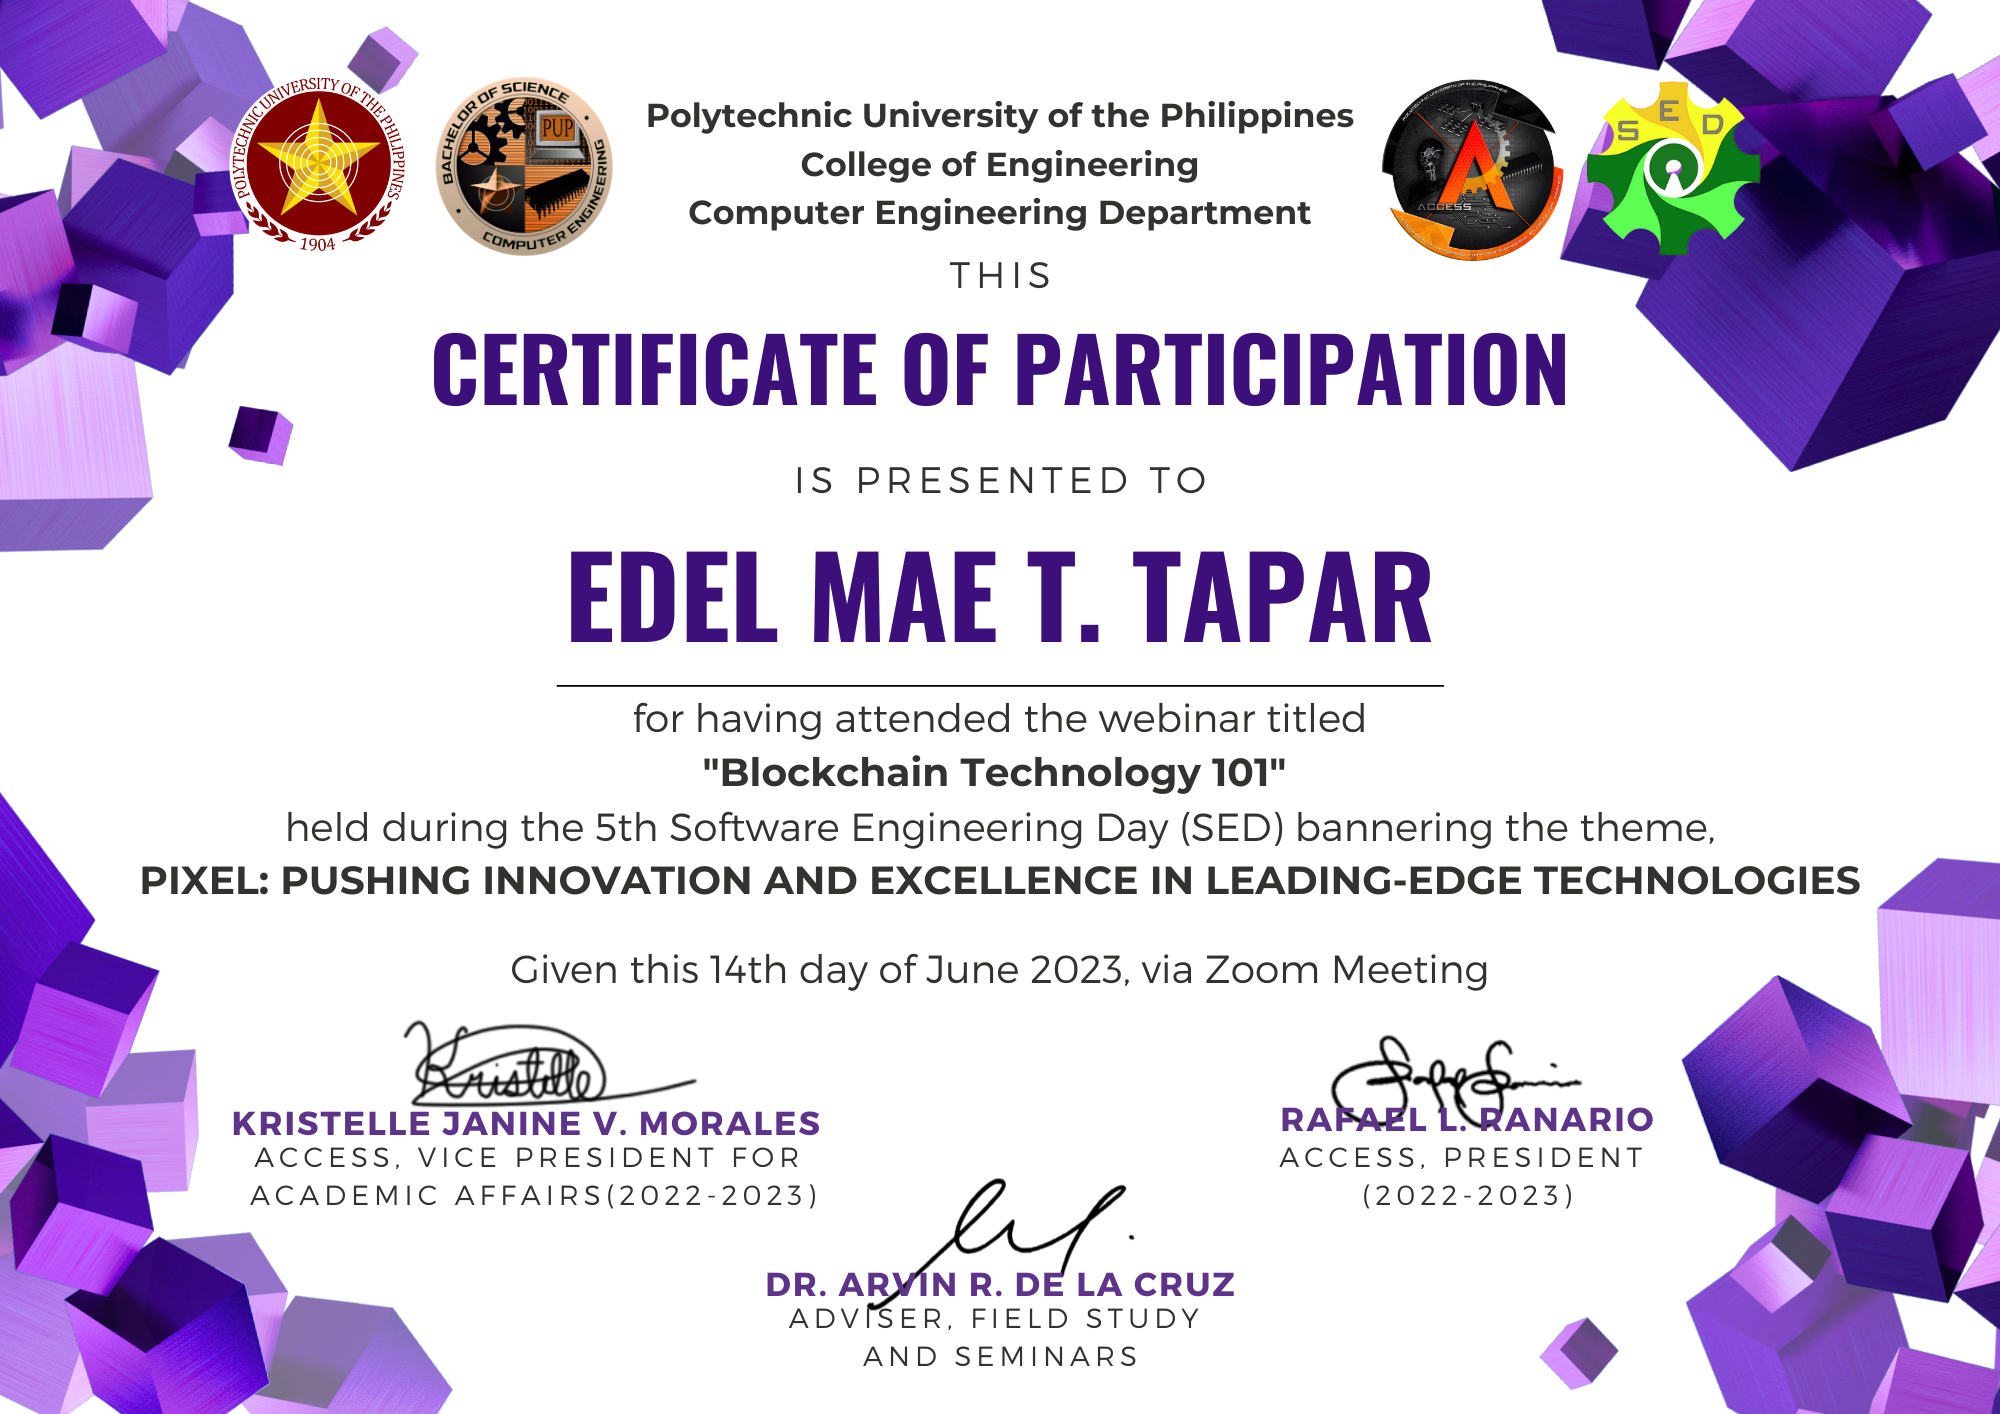 POLYTECHNIC UNIVERSITY OF THE PHILIPPINES
1904
BACHELOR OF SCIENCE
PUP
COMPUTER ENGINEERING
Polytechnic University of the Philippines
College of Engineering
Computer Engineering Department
ACCESS
S E D
THIS
CERTIFICATE OF PARTICIPATION
IS PRESENTED TO
EDEL MAE T. TAPAR
for having attended the webinar titled
"Blockchain Technology 101"
held during the 5th Software Engineering Day (SED) bannering the theme,
PIXEL: PUSHING INNOVATION AND EXCELLENCE IN LEADING-EDGE TECHNOLOGIES
Given this 14th day of June 2023, via Zoom Meeting
Kristelle
KRISTELLE JANINE V. MORALES
ACCESS, VICE PRESIDENT FOR
ACADEMIC AFFAIRS(2022-2023)
RAFAEL L. RANARIO
ACCESS, PRESIDENT
(2022-2023)
DR. ARVIN R. DE LA CRUZ
ADVISER, FIELD STUDY
AND SEMINARS